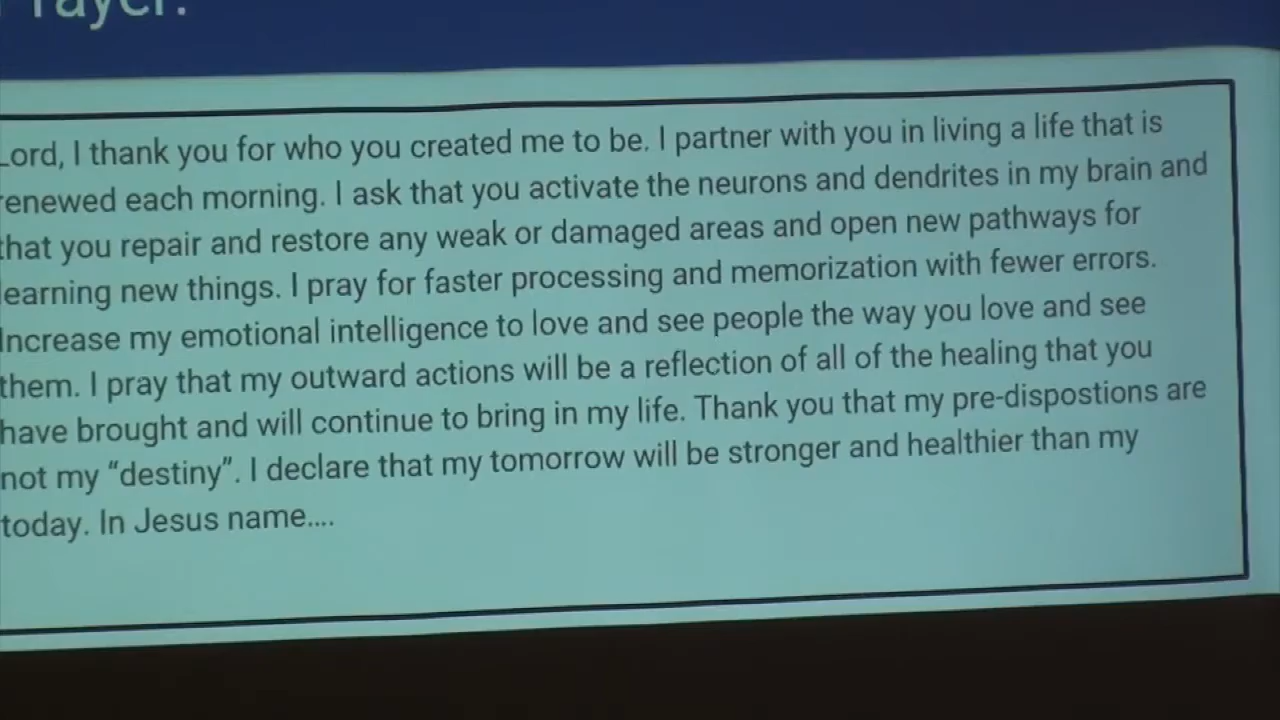 Prayer:
Lord, I thank you for who you created me to be. I partner with you in living a life that is
renewed each morning. I ask that you activate the neurons and dendrites in my brain and
that you repair and restore any weak or damaged areas and open new pathways for
learning new things. I pray for faster processing and memorization with fewer errors.
Increase my emotional intelligence to love and see people the way you love and see
them. I pray that my outward actions will be a reflection of all of the healing that you
have brought and will continue to bring in my life. Thank you that my pre-dispostions are
not my “destiny”. I declare that my tomorrow will be stronger and healthier than my
today. In Jesus name....